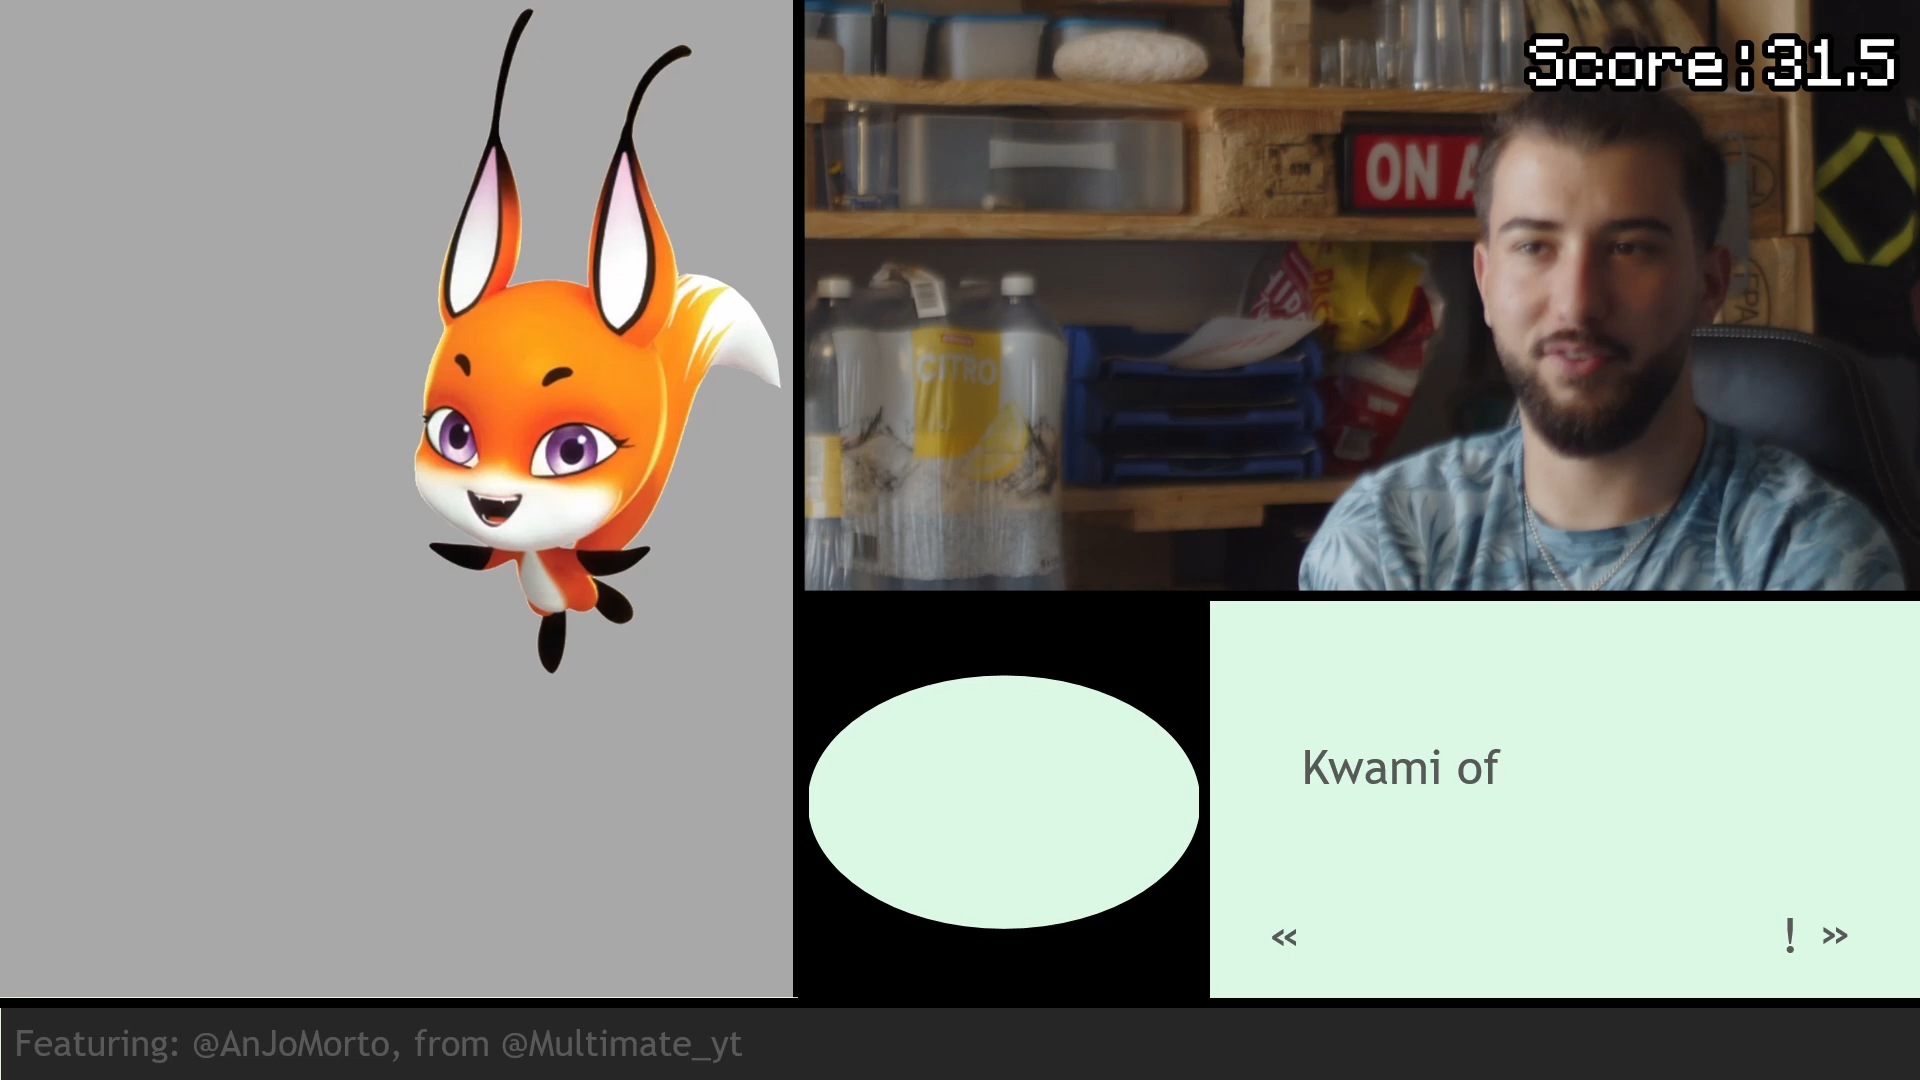 Score:31.5
ON A
CITRO
Kwami of
« ! »
Featuring: @AnJoMorto, from @Multimate_yt